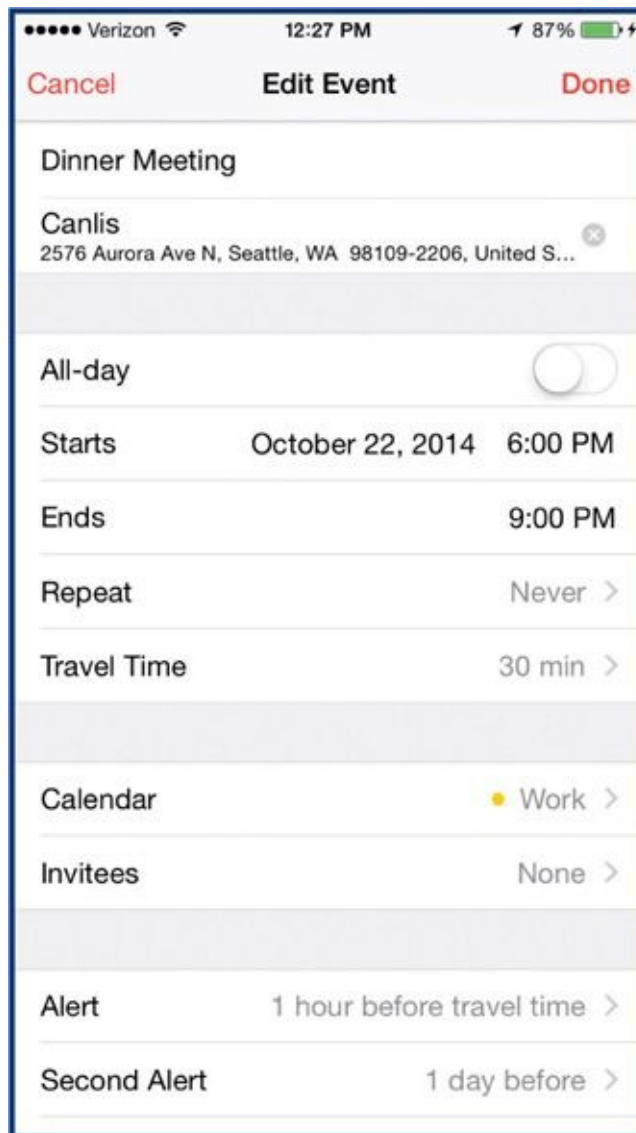 Verizon 12:27 PM 87%
Cancel Edit Event Done
Dinner Meeting
Canlis
2576 Aurora Ave N, Seattle, WA 98109-2206, United S...
All-day
Starts October 22, 2014 6:00 PM
Ends 9:00 PM
Repeat Never
Travel Time 30 min
Calendar Work
Invitees None
Alert 1 hour before travel time
Second Alert 1 day before